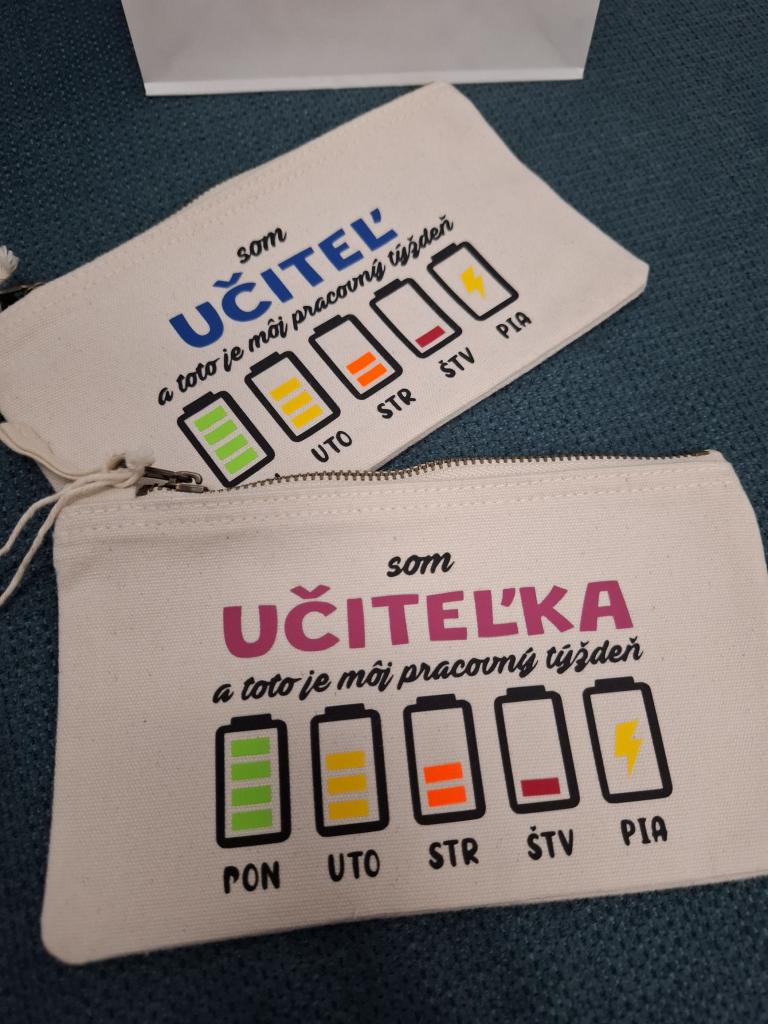 som
UČITEĽ
a toto je môj pracovný týždeň
UTO STR ŠTV PIA
som
UČITEĽKA
a toto je môj pracovný týždeň
PON UTO STR ŠTV PIA